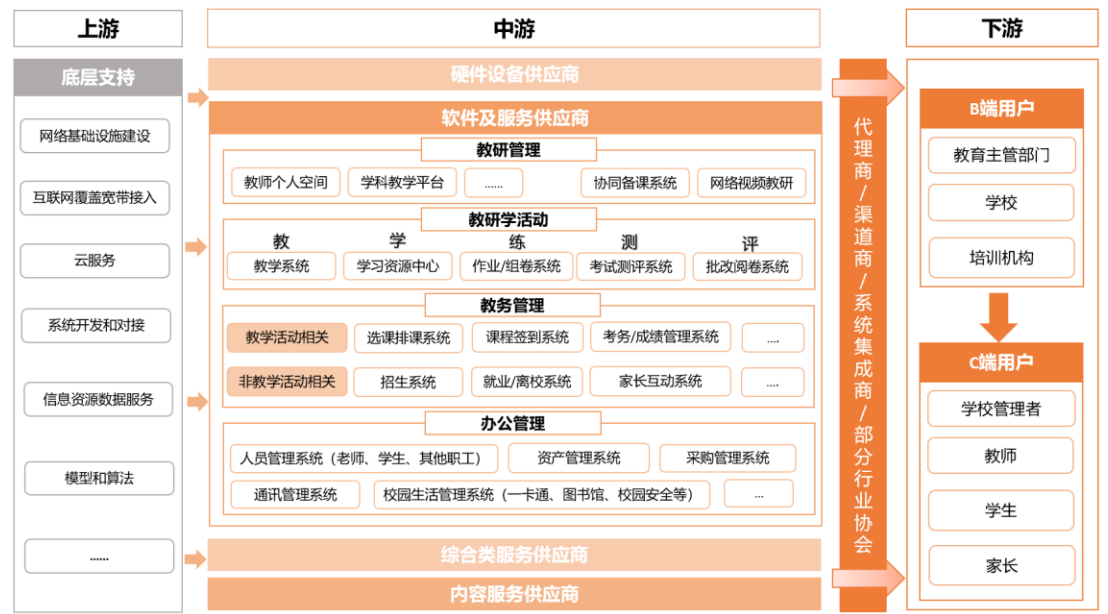 上游
底层支持
网络基础设施建设
互联网覆盖宽带接入
云服务
系统开发和对接
信息资源数据服务
模型和算法
......
中游
硬件设备供应商
软件及服务供应商
教研管理
教师个人空间 学科教学平台 ...... 协同备课系统 网络视频教研
教研学活动
教 学 练 测 评
教学系统 学习资源中心 作业/组卷系统 考试测评系统 批改阅卷系统
教务管理
教学活动相关 选课排课系统 课程签到系统 考务/成绩管理系统 ....
非教学活动相关 招生系统 就业/离校系统 家长互动系统 ....
办公管理
人员管理系统（老师、学生、其他职工） 资产管理系统 采购管理系统
通讯管理系统 校园生活管理系统（一卡通、图书馆、校园安全等） ...
综合类服务供应商
内容服务供应商
代理商/渠道商/系统集成商/部分行业协会
下游
B端用户
教育主管部门
学校
培训机构
C端用户
学校管理者
教师
学生
家长